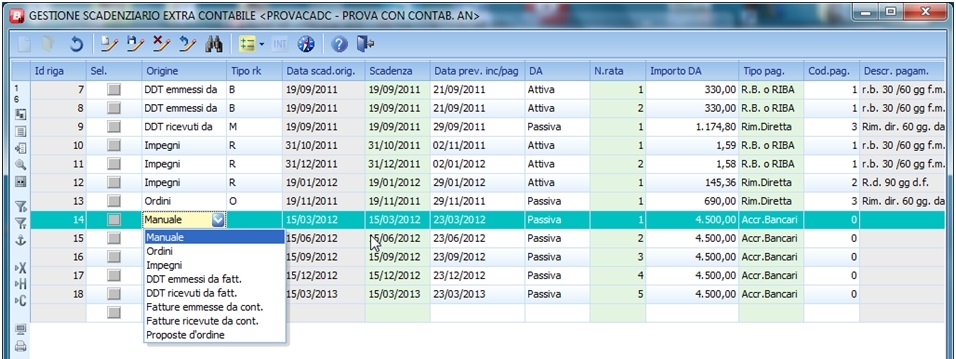 GESTIONE SCADENZIARIO EXTRA CONTABILE <PROVACADC - PROVA CON CONTAB. AN>
INT
Id riga Sel. Origine Tipo rk Data scad.orig. Scadenza Data prev. inc/pag DA N.rata Importo DA Tipo pag. Cod.pag. Descr. pagam.
7 DDT emmessi da B 19/09/2011 19/09/2011 21/09/2011 Attiva 1 330,00 R.B. o RIBA 1 r.b. 30 /60 gg f.m.
8 DDT emmessi da B 19/09/2011 19/09/2011 21/09/2011 Attiva 2 330,00 R.B. o RIBA 1 r.b. 30 /60 gg f.m.
9 DDT ricevuti da M 29/09/2011 29/09/2011 29/09/2011 Passiva 1 1.174,80 Rim.Diretta 3 Rim. dir. 60 gg. da
10 Impegni R 31/10/2011 31/10/2011 02/11/2011 Attiva 1 1,59 R.B. o RIBA 1 r.b. 30 /60 gg f.m.
11 Impegni R 31/12/2011 31/12/2011 02/01/2012 Attiva 2 1,58 R.B. o RIBA 1 r.b. 30 /60 gg f.m.
12 Impegni R 19/01/2012 19/01/2012 29/01/2012 Attiva 1 145,36 Rim.Diretta 2 R.d. 90 gg d.f.
13 Ordini O 19/11/2011 19/11/2011 29/11/2011 Passiva 1 690,00 Rim.Diretta 3 Rim. dir. 60 gg. da
14 Manuale 15/03/2012 15/03/2012 23/03/2012 Passiva 1 4.500,00 Accr.Bancari 0
15 15/06/2012 15/06/2012 23/06/2012 Passiva 2 4.500,00 Accr.Bancari 0
16 15/09/2012 15/09/2012 23/09/2012 Passiva 3 4.500,00 Accr.Bancari 0
17 15/12/2012 15/12/2012 23/12/2012 Passiva 4 4.500,00 Accr.Bancari 0
18 15/03/2013 15/03/2013 23/03/2013 Passiva 5 4.500,00 Accr.Bancari 0
Manuale
Ordini
Impegni
DDT emmessi da fatt.
DDT ricevuti da fatt.
Fatture emmesse da cont.
Fatture ricevute da cont.
Proposte d'ordine